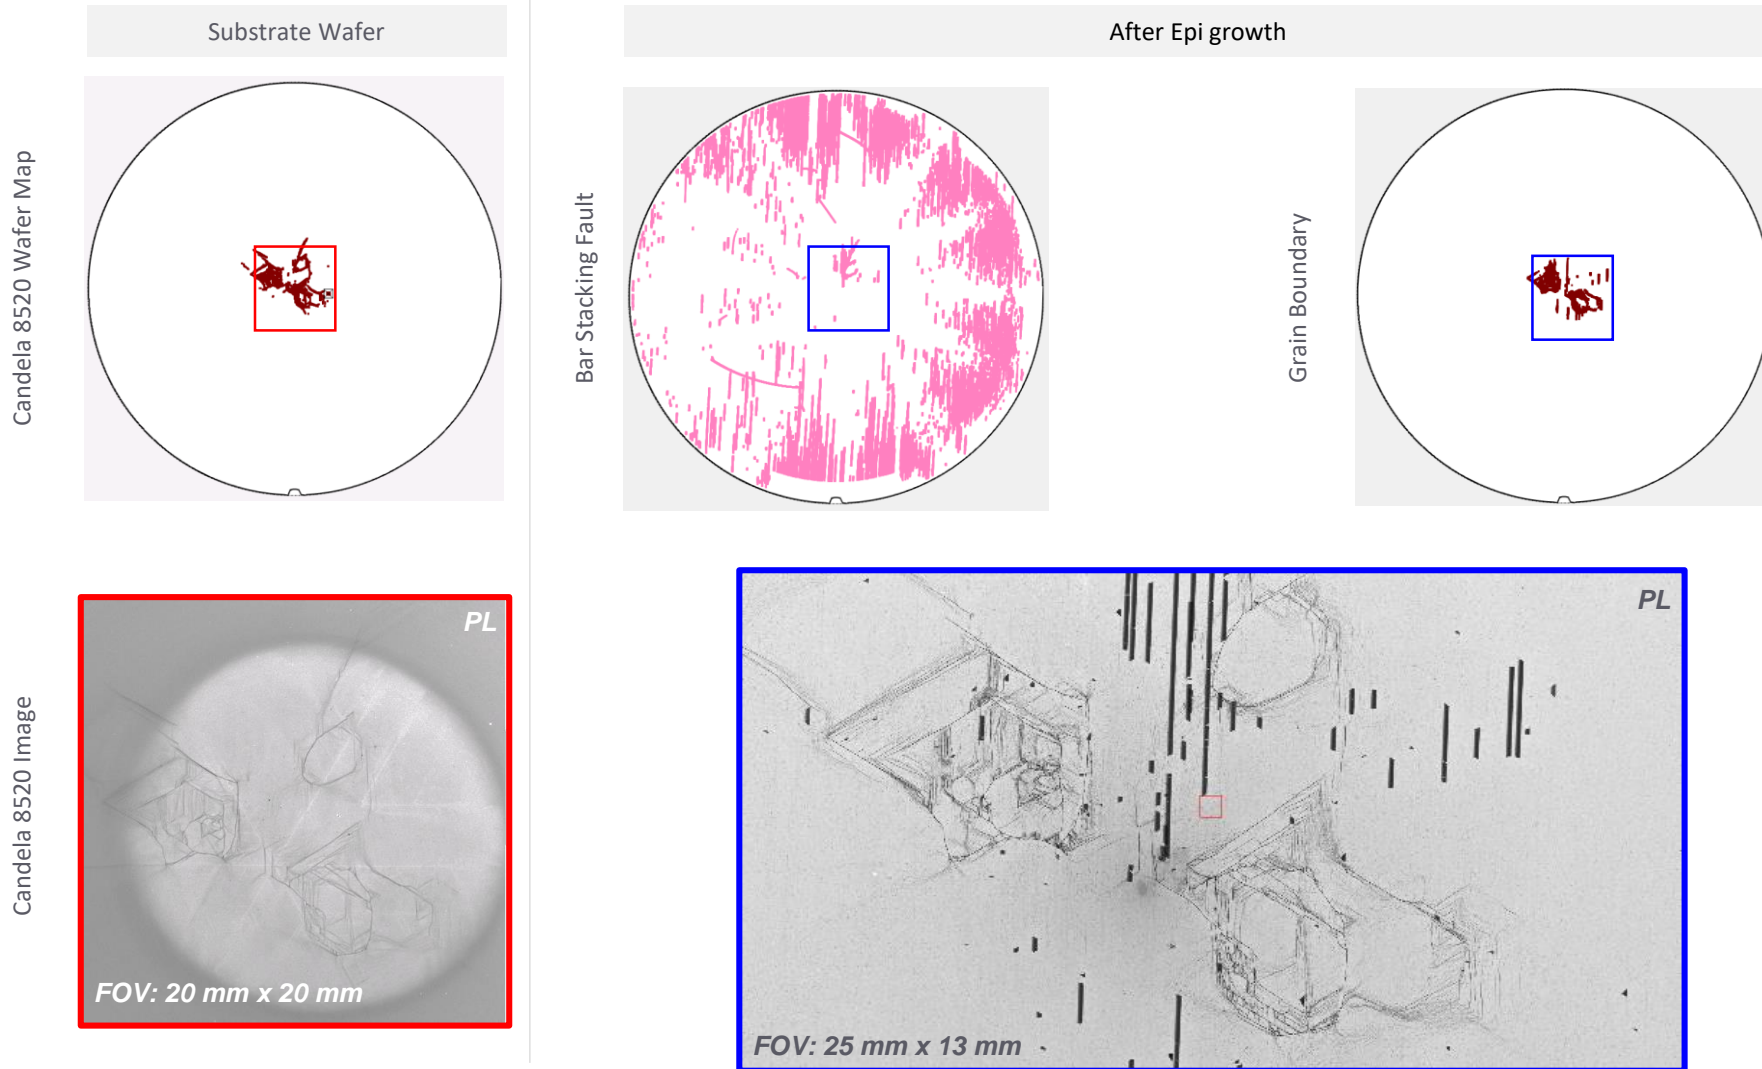 Substrate Wafer
After Epi growth
Candela 8520 Wafer Map
Bar Stacking Fault
Grain Boundary
Candela 8520 Image
PL
FOV: 20 mm x 20 mm
PL
FOV: 25 mm x 13 mm